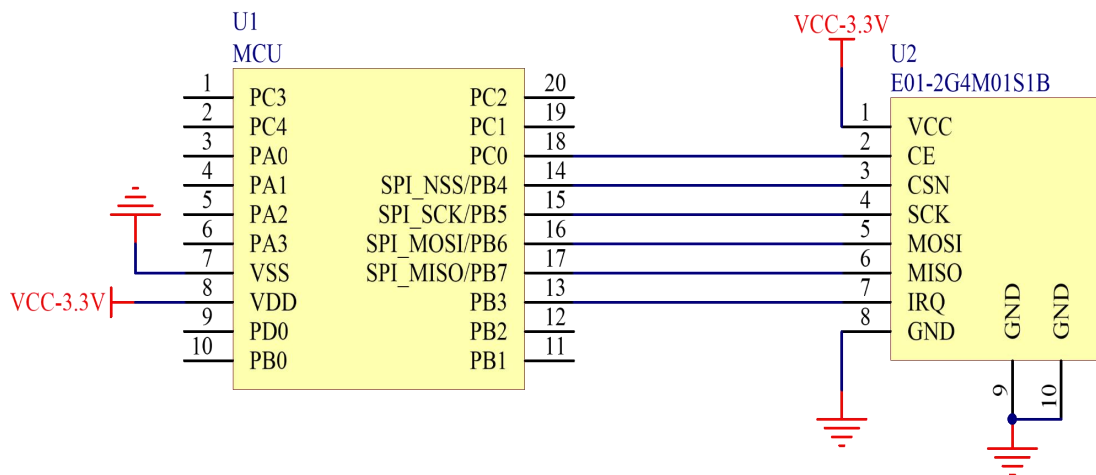 U1
MCU
1 PC3
2 PC4
3 PA0
4 PA1
5 PA2
6 PA3
7 VSS
8 VDD
9 PD0
10 PB0
VCC-3.3V
PC2 20
PC1 19
PC0 18
SPI_NSS/PB4 14
SPI_SCK/PB5 15
SPI_MOSI/PB6 16
SPI_MISO/PB7 17
PB3 13
PB2 12
PB1 11
VCC-3.3V
U2
E01-2G4M01S1B
1 VCC
2 CE
3 CSN
4 SCK
5 MOSI
6 MISO
7 IRQ
8 GND
GND 9
GND 10